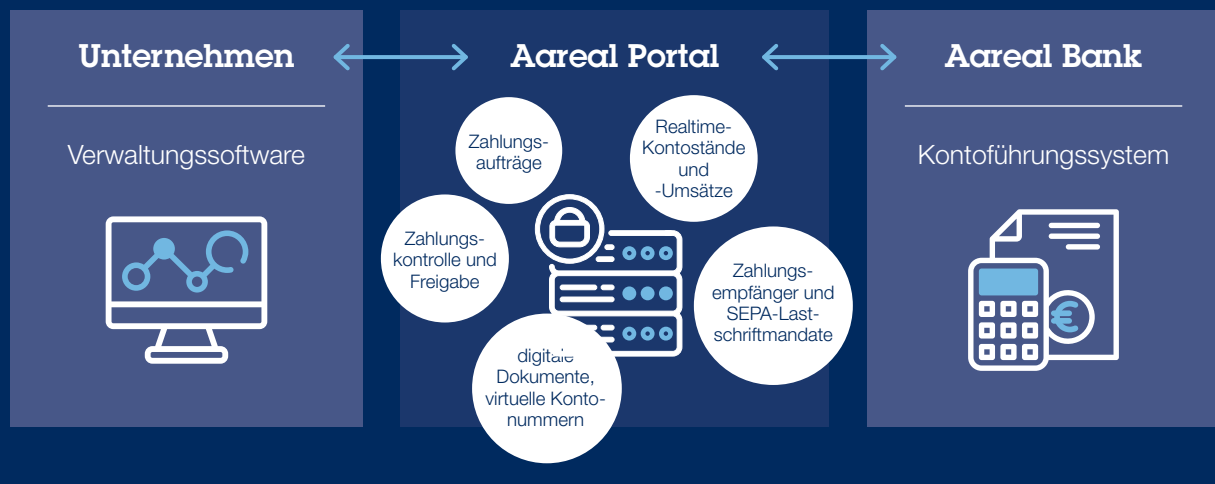 Unternehmen
Verwaltungssoftware
Aareal Portal
Zahlungs-
aufträge
Realtime-
Kontostände
und
-Umsätze
Zahlungs-
kontrolle und
Freigabe
Zahlungs-
empfänger und
SEPA-Last-
schriftmandate
digitale
Dokumente,
virtuelle Konto-
nummern
Aareal Bank
Kontoführungssystem
€